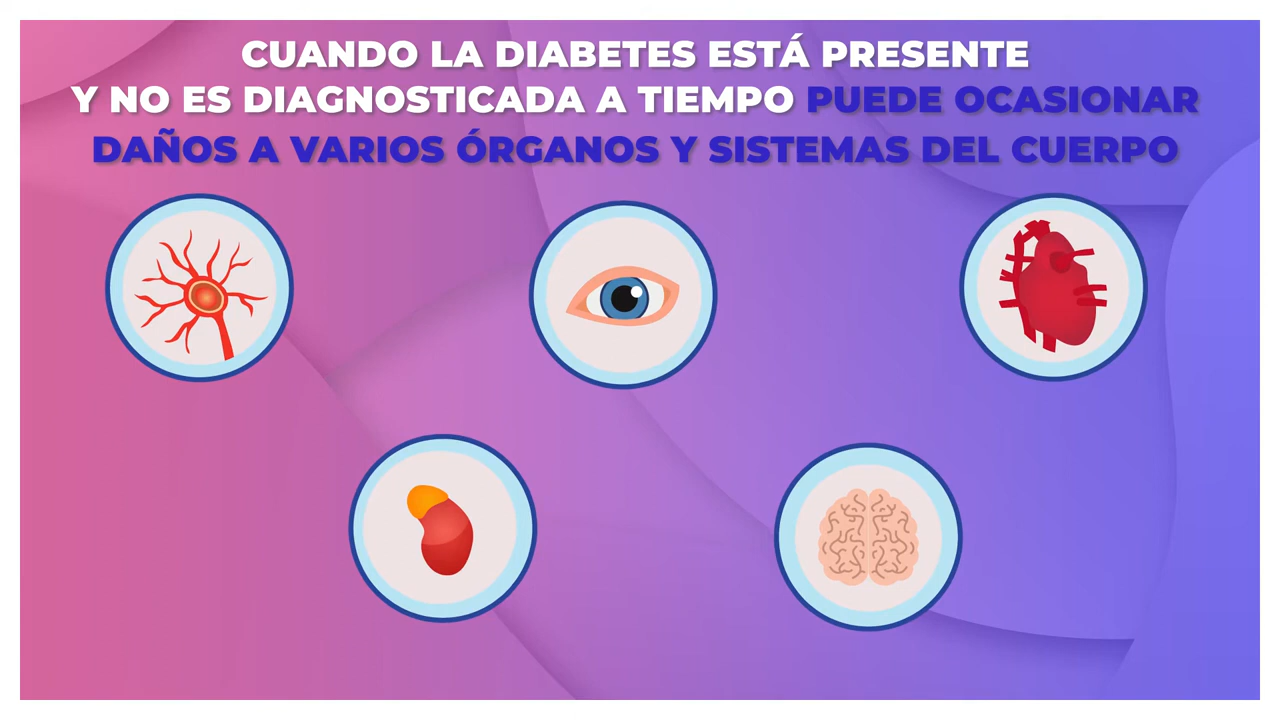 CUANDO LA DIABETES ESTÁ PRESENTE
Y NO ES DIAGNOSTICADA A TIEMPO PUEDE OCASIONAR
DAÑOS A VARIOS ÓRGANOS Y SISTEMAS DEL CUERPO